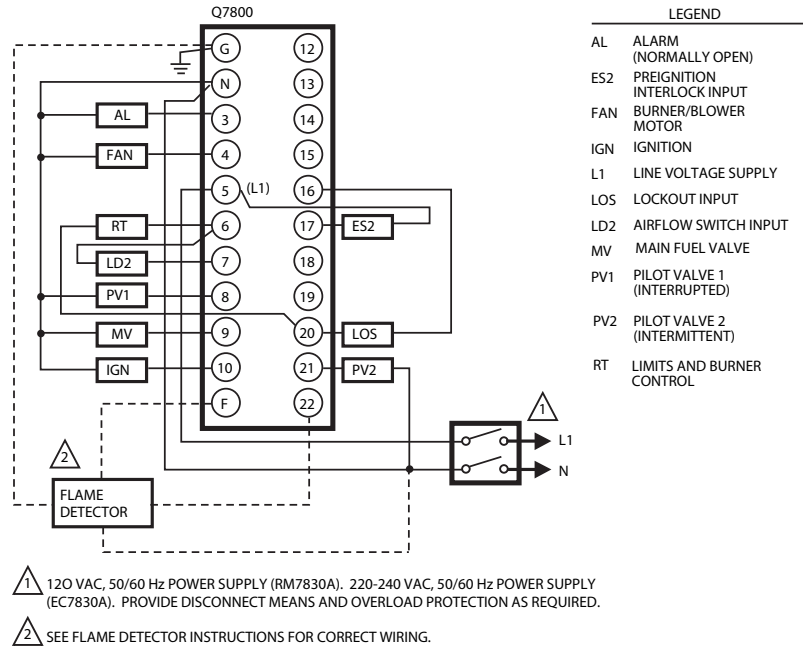 Q7800
G 12
N 13
AL 3 14
FAN 4 15
5 (L1) 16
RT 6 17 ES2
LD2 7 18
PV1 8 19
MV 9 20 LOS
IGN 10 21 PV2
F 22
1
L1
N
2
FLAME
DETECTOR
LEGEND
AL ALARM
(NORMALLY OPEN)
ES2 PREIGNITION
INTERLOCK INPUT
FAN BURNER/BLOWER
MOTOR
IGN IGNITION
L1 LINE VOLTAGE SUPPLY
LOS LOCKOUT INPUT
LD2 AIRFLOW SWITCH INPUT
MV MAIN FUEL VALVE
PV1 PILOT VALVE 1
(INTERRUPTED)
PV2 PILOT VALVE 2
(INTERMITTENT)
RT LIMITS AND BURNER
CONTROL
1 12O VAC, 50/60 Hz POWER SUPPLY (RM7830A). 220-240 VAC, 50/60 Hz POWER SUPPLY
(EC7830A). PROVIDE DISCONNECT MEANS AND OVERLOAD PROTECTION AS REQUIRED.
2 SEE FLAME DETECTOR INSTRUCTIONS FOR CORRECT WIRING.